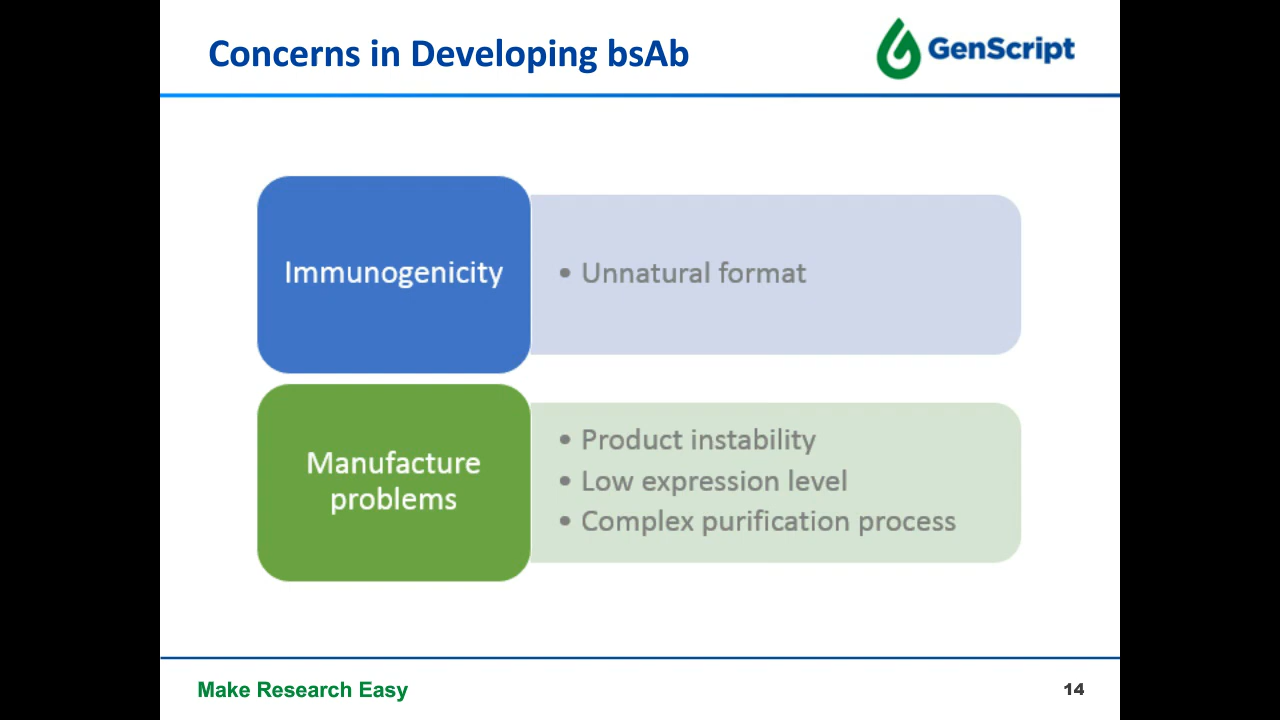 Concerns in Developing bsAb
GenScript
Immunogenicity
• Unnatural format
Manufacture
problems
• Product instability
• Low expression level
• Complex purification process
Make Research Easy
14